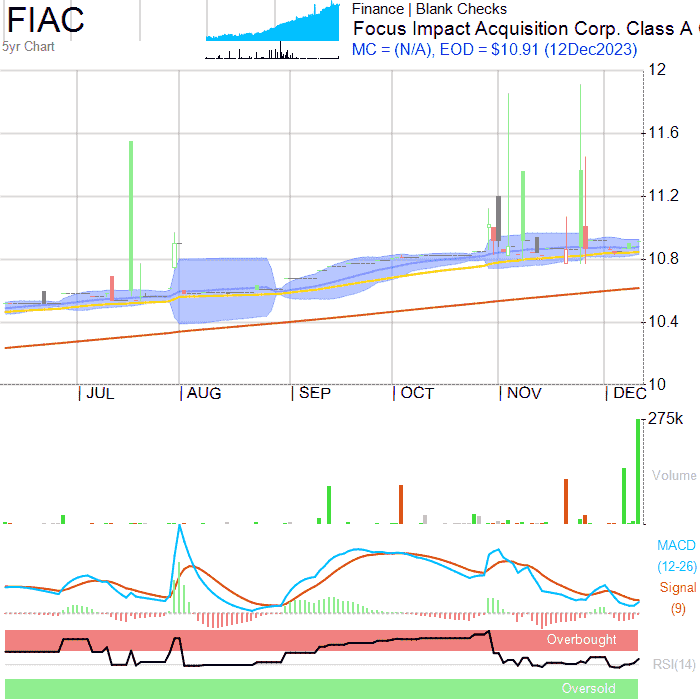 FIAC
5yr Chart
Finance | Blank Checks
Focus Impact Acquisition Corp. Class A
MC = (N/A), EOD = $10.91 (12Dec2023)
12
11.6
11.2
10.8
10.4
10
JUL
AUG
SEP
OCT
NOV
DEC
275k
Volume
MACD
(12-26)
Signal
(9)
Overbought
RSI(14)
Oversold